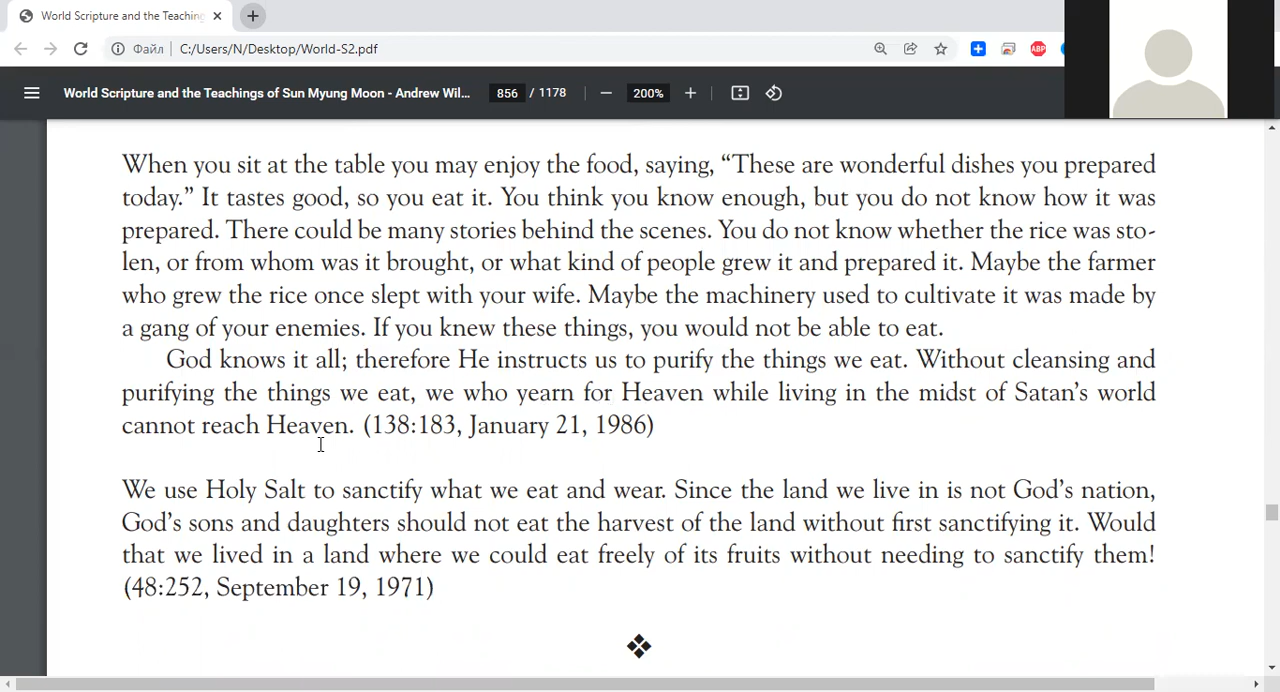 World Scripture and the Teachin
Файл | C:/Users/N/Desktop/World-S2.pdf
ABP
World Scripture and the Teachings of Sun Myung Moon - Andrew Wil... 856 / 1178 — 200% +
When you sit at the table you may enjoy the food, saying, “These are wonderful dishes you prepared
today.” It tastes good, so you eat it. You think you know enough, but you do not know how it was
prepared. There could be many stories behind the scenes. You do not know whether the rice was sto-
len, or from whom was it brought, or what kind of people grew it and prepared it. Maybe the farmer
who grew the rice once slept with your wife. Maybe the machinery used to cultivate it was made by
a gang of your enemies. If you knew these things, you would not be able to eat.
God knows it all; therefore He instructs us to purify the things we eat. Without cleansing and
purifying the things we eat, we who yearn for Heaven while living in the midst of Satan’s world
cannot reach Heaven. (138:183, January 21, 1986)
We use Holy Salt to sanctify what we eat and wear. Since the land we live in is not God’s nation,
God’s sons and daughters should not eat the harvest of the land without first sanctifying it. Would
that we lived in a land where we could eat freely of its fruits without needing to sanctify them!
(48:252, September 19, 1971)